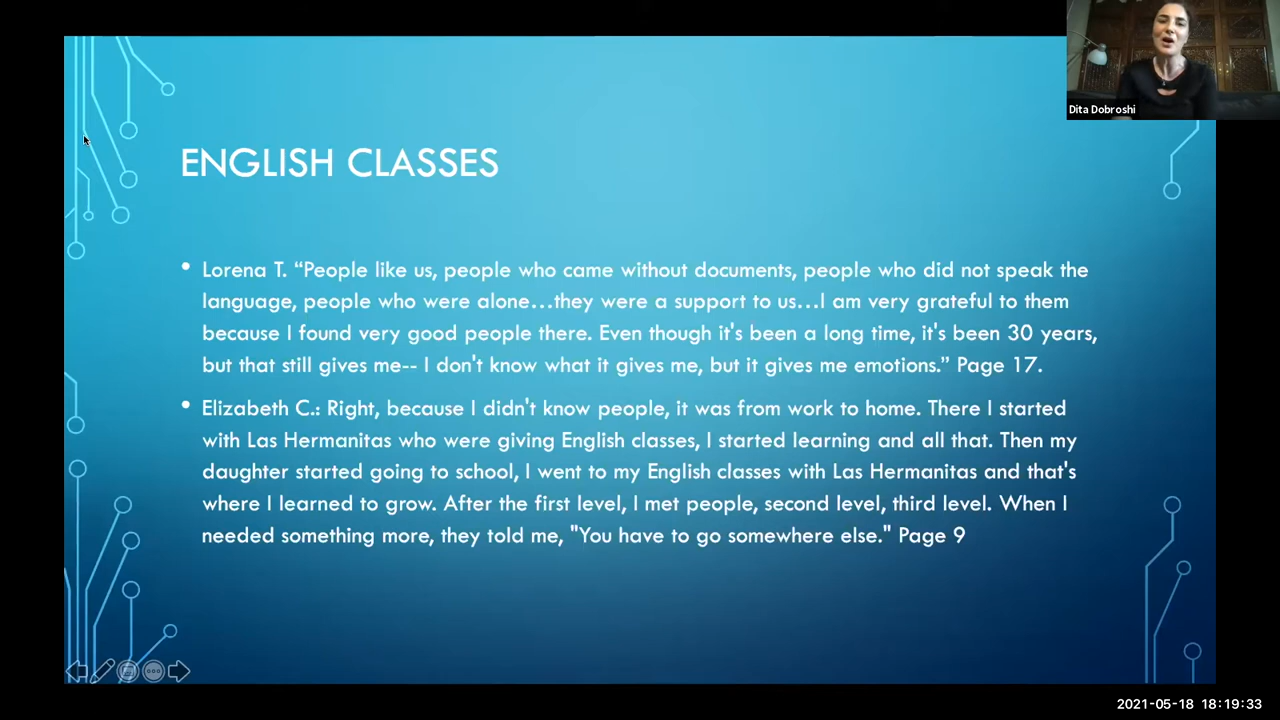 Dita Dobroshi
ENGLISH CLASSES
• Lorena T. “People like us, people who came without documents, people who did not speak the
language, people who were alone…they were a support to us…I am very grateful to them
because I found very good people there. Even though it's been a long time, it's been 30 years,
but that still gives me-- I don't know what it gives me, but it gives me emotions.” Page 17.
• Elizabeth C.: Right, because I didn't know people, it was from work to home. There I started
with Las Hermanitas who were giving English classes, I started learning and all that. Then my
daughter started going to school, I went to my English classes with Las Hermanitas and that's
where I learned to grow. After the first level, I met people, second level, third level. When I
needed something more, they told me, "You have to go somewhere else." Page 9
2021-05-18 18:19:33